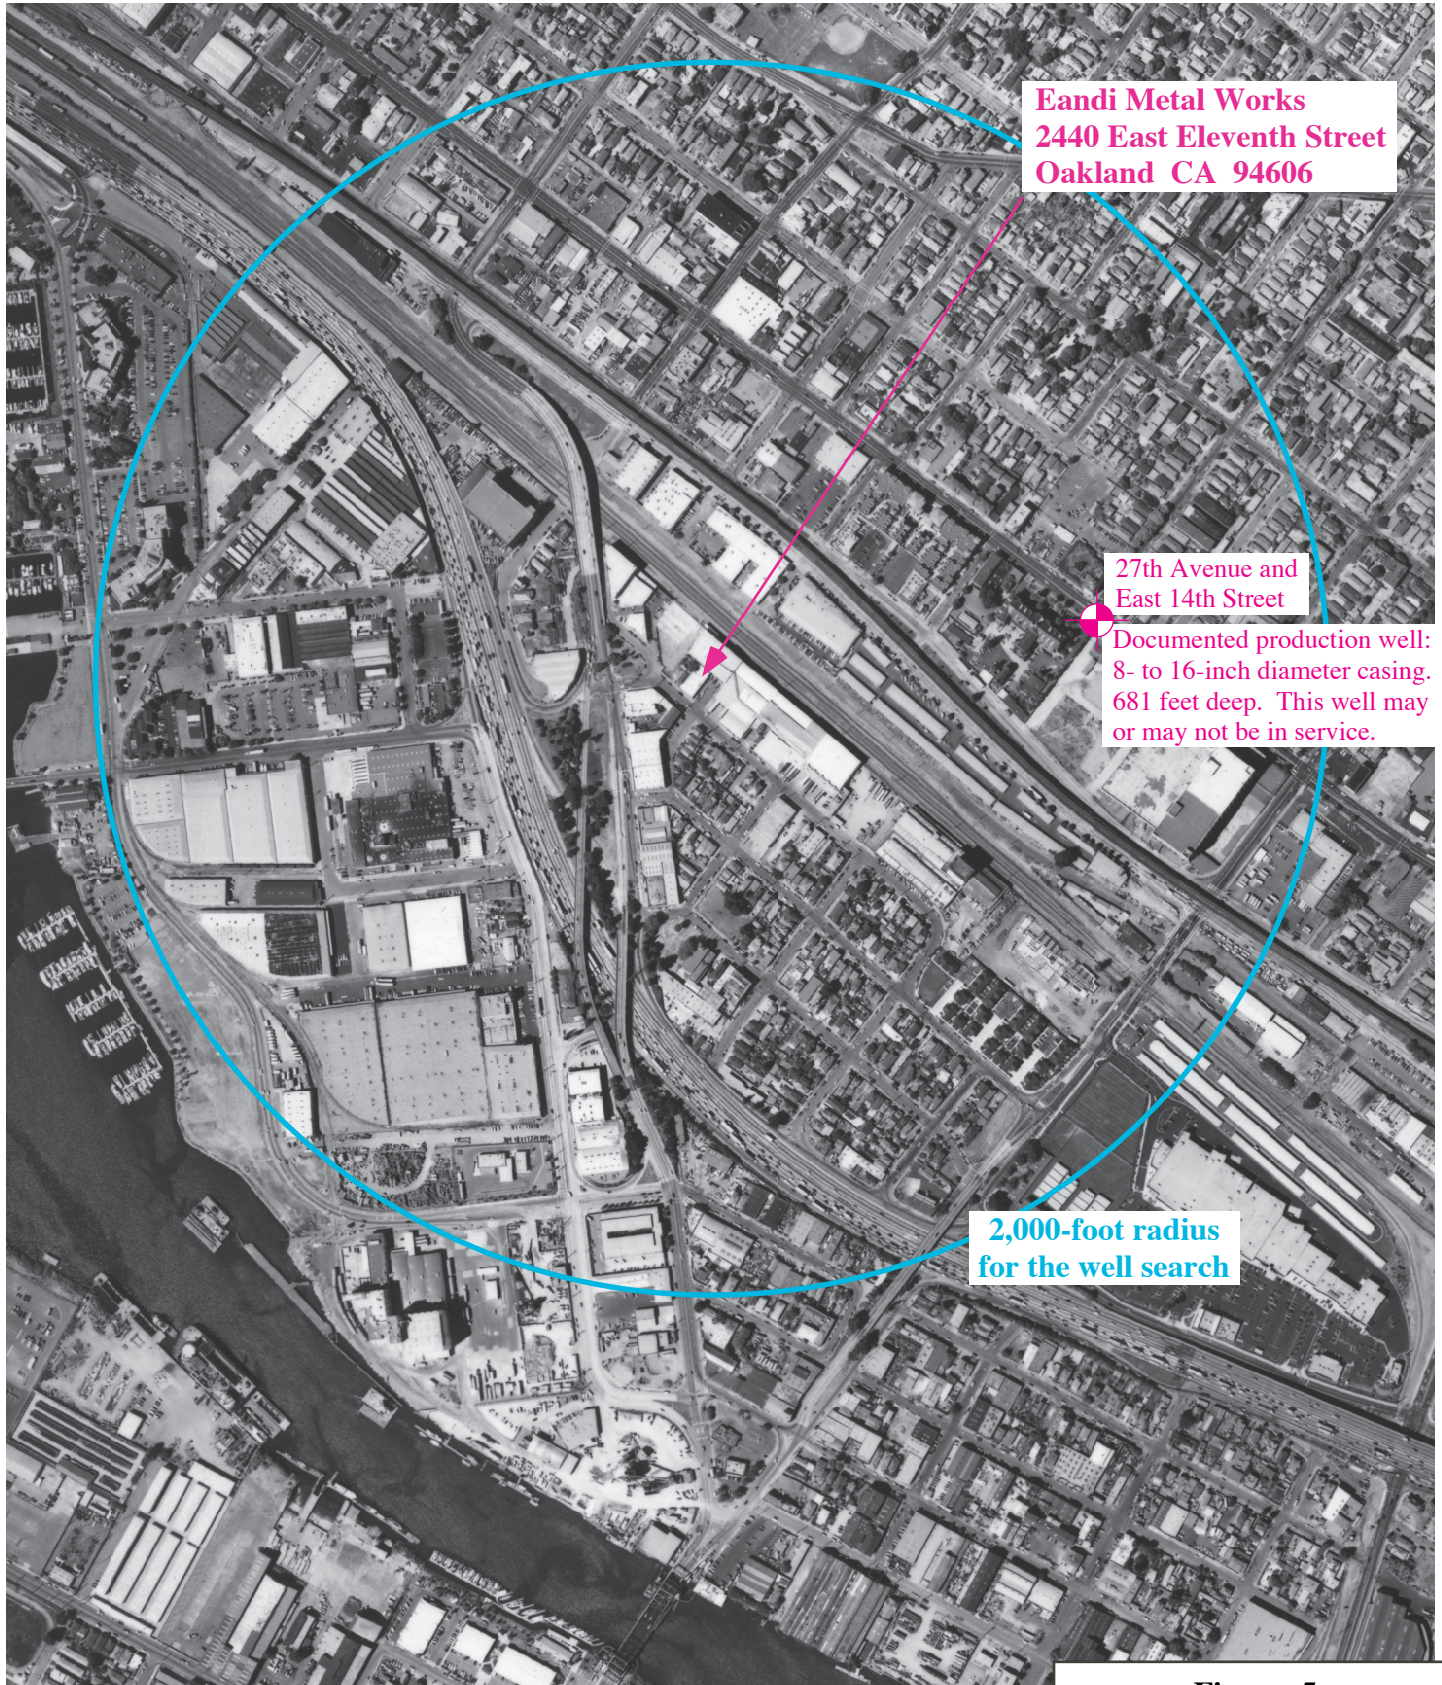 Eandi Metal Works
2440 East Eleventh Street
Oakland CA 94606
27th Avenue and
East 14th Street
Documented production well:
8- to 16-inch diameter casing.
681 feet deep. This well may
or may not be in service.
2,000-foot radius
for the well search
Figure 5